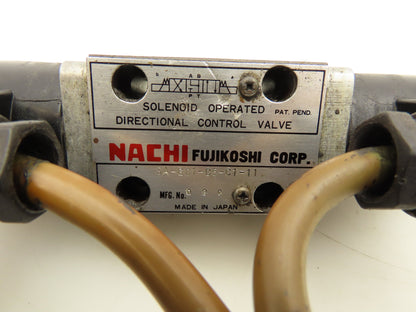 A B
P T
SOLENOID OPERATED PAT. PEND.
DIRECTIONAL CONTROL VALVE
NACHI FUJIKOSHI CORP.
MFG. No.
MADE IN JAPAN